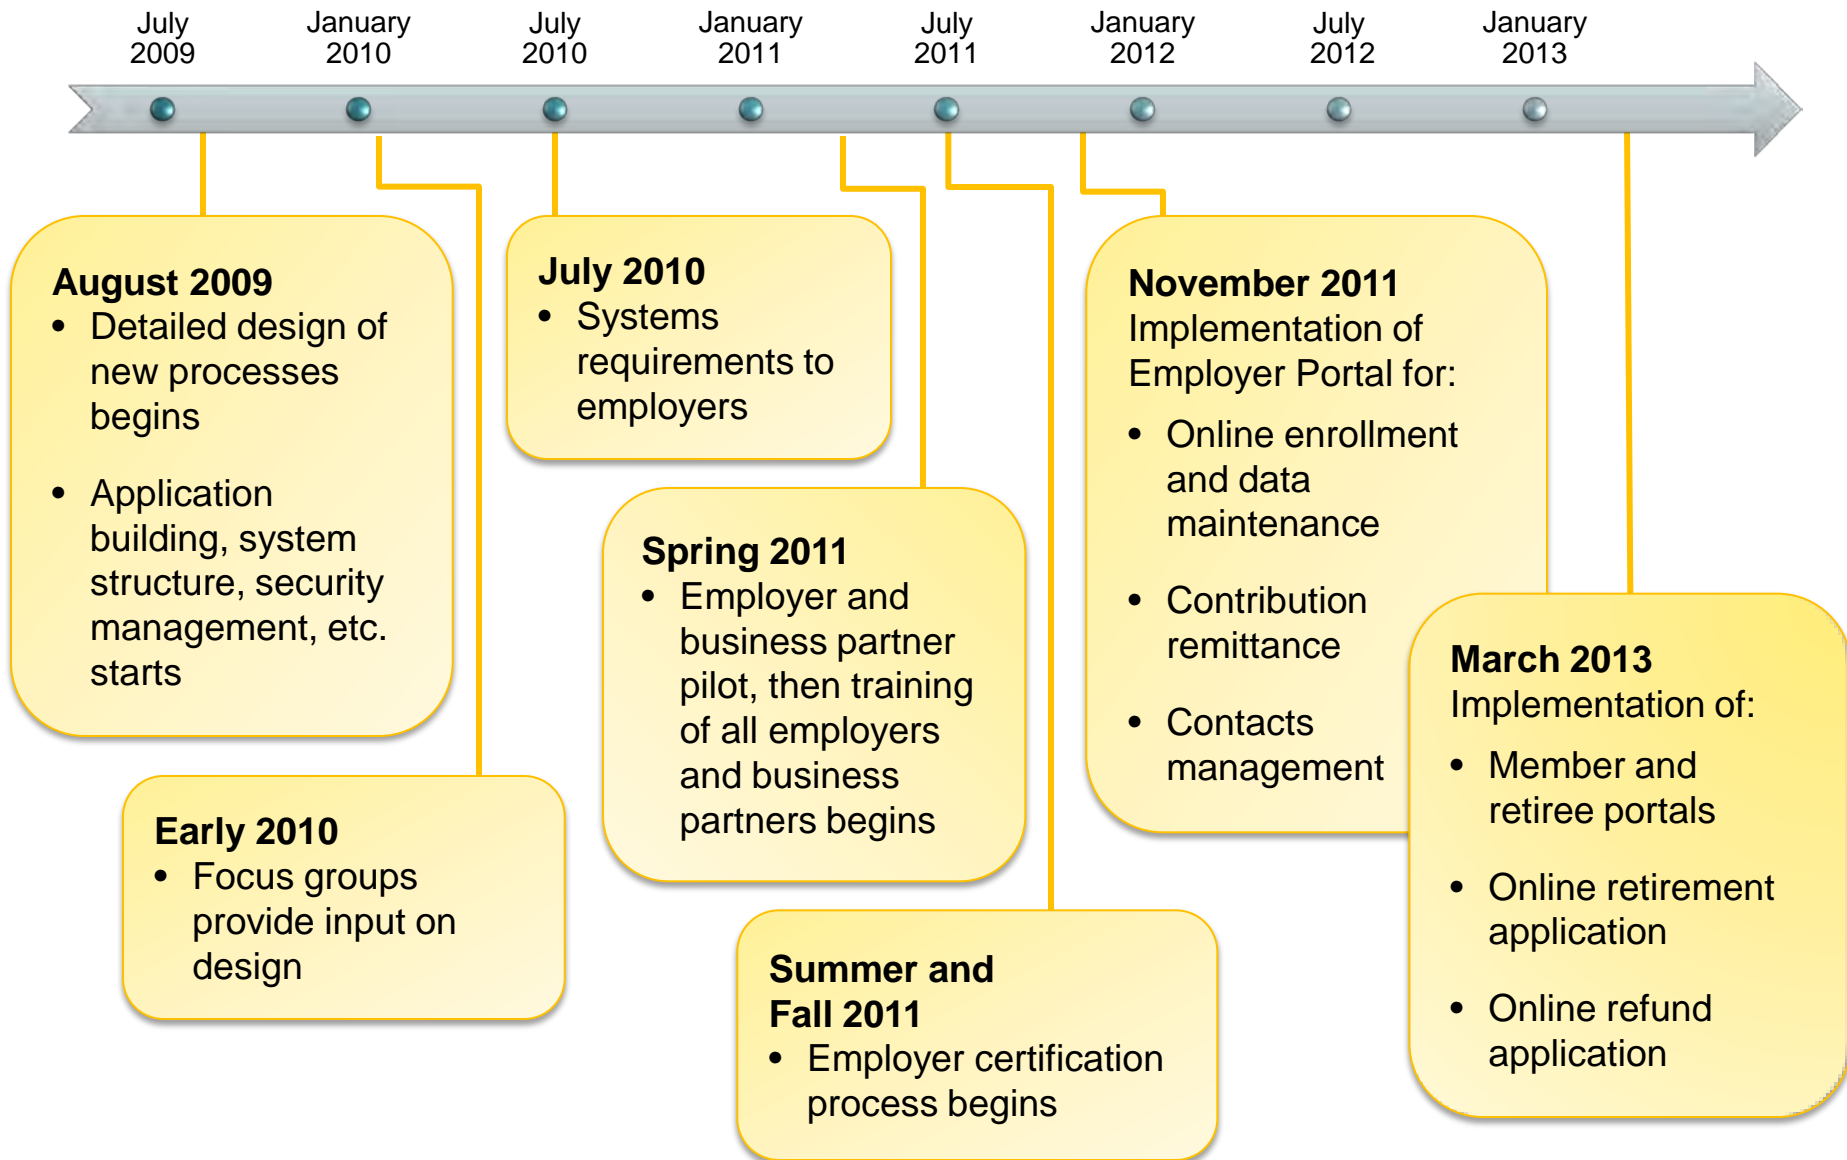 July
2009
January
2010
July
2010
January
2011
July
2011
January
2012
July
2012
January
2013
August 2009
• Detailed design of
new processes
begins
• Application
building, system
structure, security
management, etc.
starts
Early 2010
• Focus groups
provide input on
design
July 2010
• Systems
requirements to
employers
Spring 2011
• Employer and
business partner
pilot, then training
of all employers
and business
partners begins
Summer and
Fall 2011
• Employer certification
process begins
November 2011
Implementation of
Employer Portal for:
• Online enrollment
and data
maintenance
• Contribution
remittance
• Contacts
management
March 2013
Implementation of:
• Member and
retiree portals
• Online retirement
application
• Online refund
application